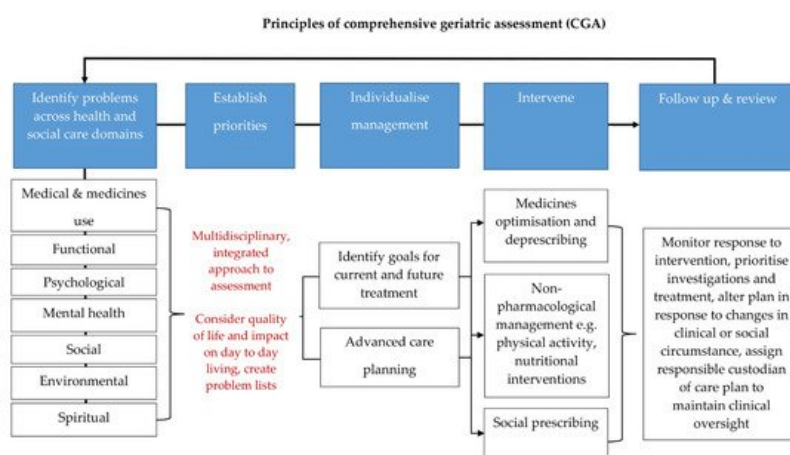 Principles of comprehensive geriatric assessment (CGA)
Identify problems
across health and
social care domains
Establish
priorities
Individualise
management
Intervene
Follow up & review
Medical & medicines
use
Functional
Psychological
Mental health
Social
Environmental
Spiritual
Multidisciplinary,
integrated
approach to
assessment
Consider quality
of life and impact
on day to day
living, create
problem lists
Identify goals for
current and future
treatment
Advanced care
planning
Medicines
optimisation and
deprescribing
Non-
pharmacological
management e.g.
physical activity,
nutritional
interventions
Social prescribing
Monitor response to
intervention, prioritise
investigations and
treatment, alter plan in
response to changes in
clinical or social
circumstance, assign
responsible custodian
of care plan to
maintain clinical
oversight